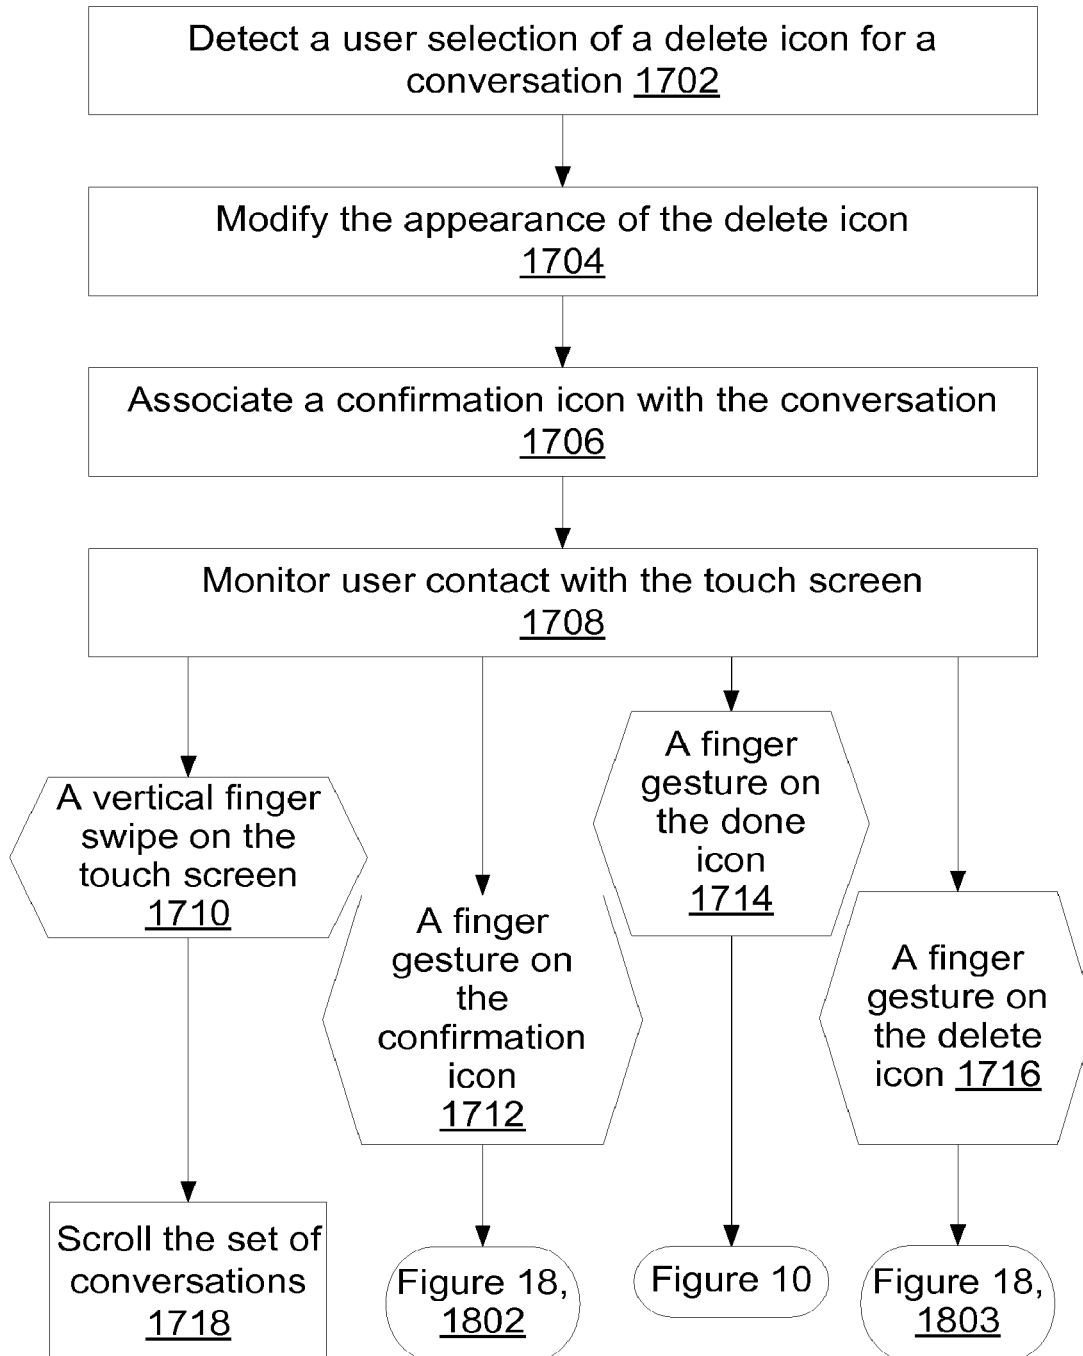 Detect a user selection of a delete icon for a
conversation 1702
Modify the appearance of the delete icon
1704
Associate a confirmation icon with the conversation
1706
Monitor user contact with the touch screen
1708
A vertical finger
swipe on the
touch screen
1710
A finger
gesture on
the
confirmation
icon
1712
A finger
gesture on
the done
icon
1714
A finger
gesture on
the delete
icon 1716
Scroll the set of
conversations
1718
Figure 18,
1802
Figure 10
Figure 18,
1803